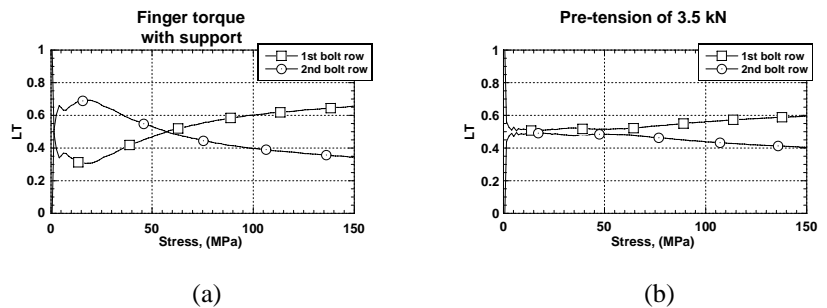 Finger torque
with support
1st bolt row
2nd bolt row
LT
1
0.8
0.6
0.4
0.2
0
0
50
100
150
Stress, (MPa)
(a)
Pre-tension of 3.5 kN
1st bolt row
2nd bolt row
LT
1
0.8
0.6
0.4
0.2
0
0
50
100
150
Stress, (MPa)
(b)